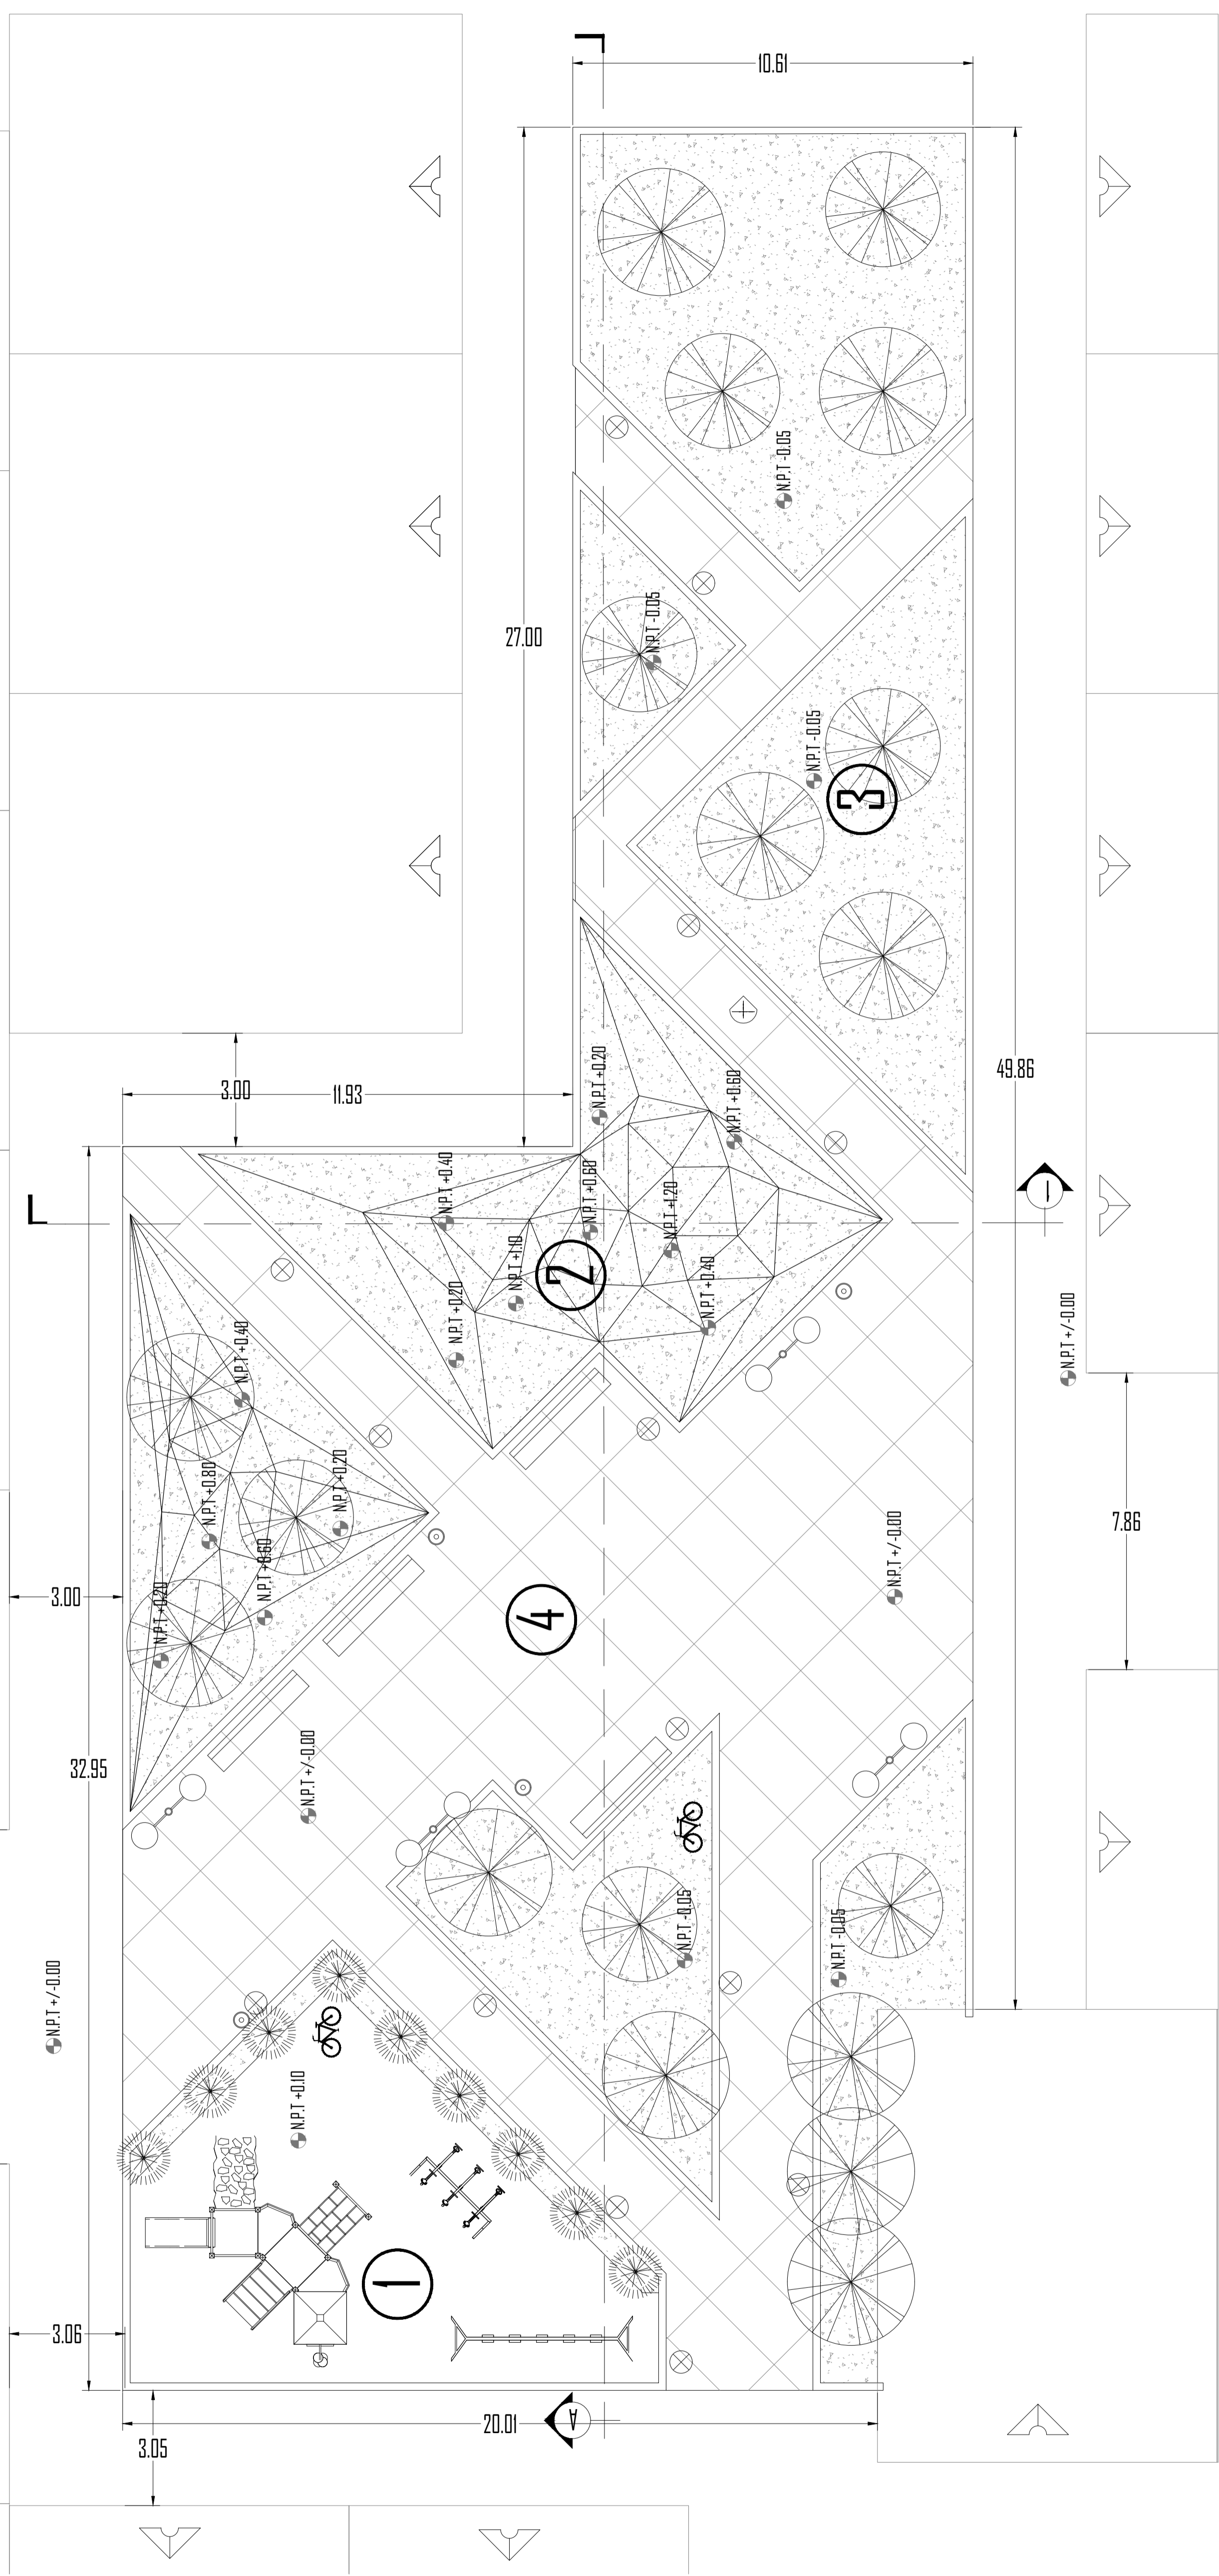 10.61
N.P.T -0.05
27.00
N.P.T -0.05
N.P.T -0.05
3
49.86
3.00
11.93
N.P.T +0.20
N.P.T +0.60
N.P.T +0.40
N.P.T +0.60
N.P.T +1.20
N.P.T +1.10
2
N.P.T +0.40
N.P.T +0.20
I
N.P.T +/-0.00
N.P.T +0.40
N.P.T +0.80
N.P.T +0.20
N.P.T +0.60
N.P.T +0.20
3.00
4
N.P.T +/-0.00
7.86
32.95
N.P.T +/-0.00
N.P.T -0.05
N.P.T -0.05
N.P.T +/-0.00
N.P.T +0.10
1
3.06
20.01
A
3.05